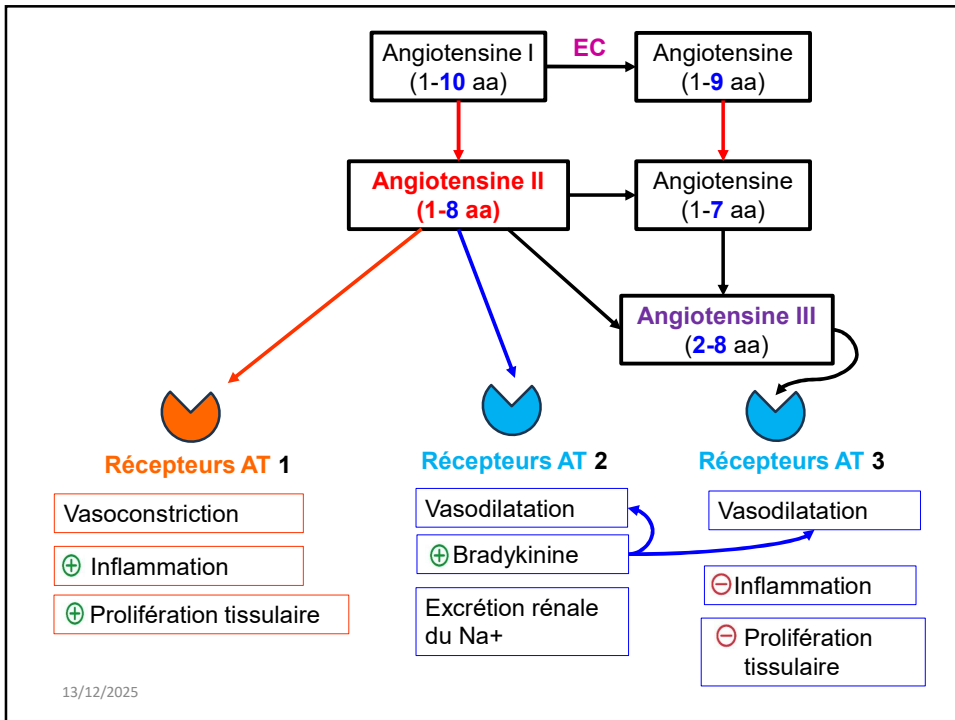 Angiotensine I
(1-10 aa)
EC
Angiotensine
(1-9 aa)
Angiotensine II
(1-8 aa)
Angiotensine
(1-7 aa)
Angiotensine III
(2-8 aa)
Récepteurs AT 1
Récepteurs AT 2
Récepteurs AT 3
Vasoconstriction
⊕ Inflammation
⊕ Prolifération tissulaire
Vasodilatation
⊕ Bradykinine
Excrétion rénale
du Na+
Vasodilatation
⊖ Inflammation
⊖ Prolifération
tissulaire
13/12/2025